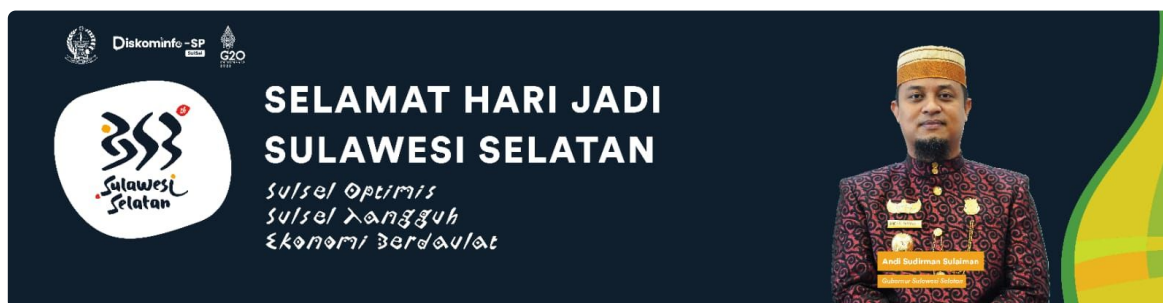 Diskominfo-SP
SulSel
G20
353
Sulawesi
Selatan
SELAMAT HARI JADI
SULAWESI SELATAN
Sulsel Optimis
Sulsel Tangguh
Ekonomi Berdaulat
Andi Sudirman Sulaiman
Gubernur Sulawesi Selatan